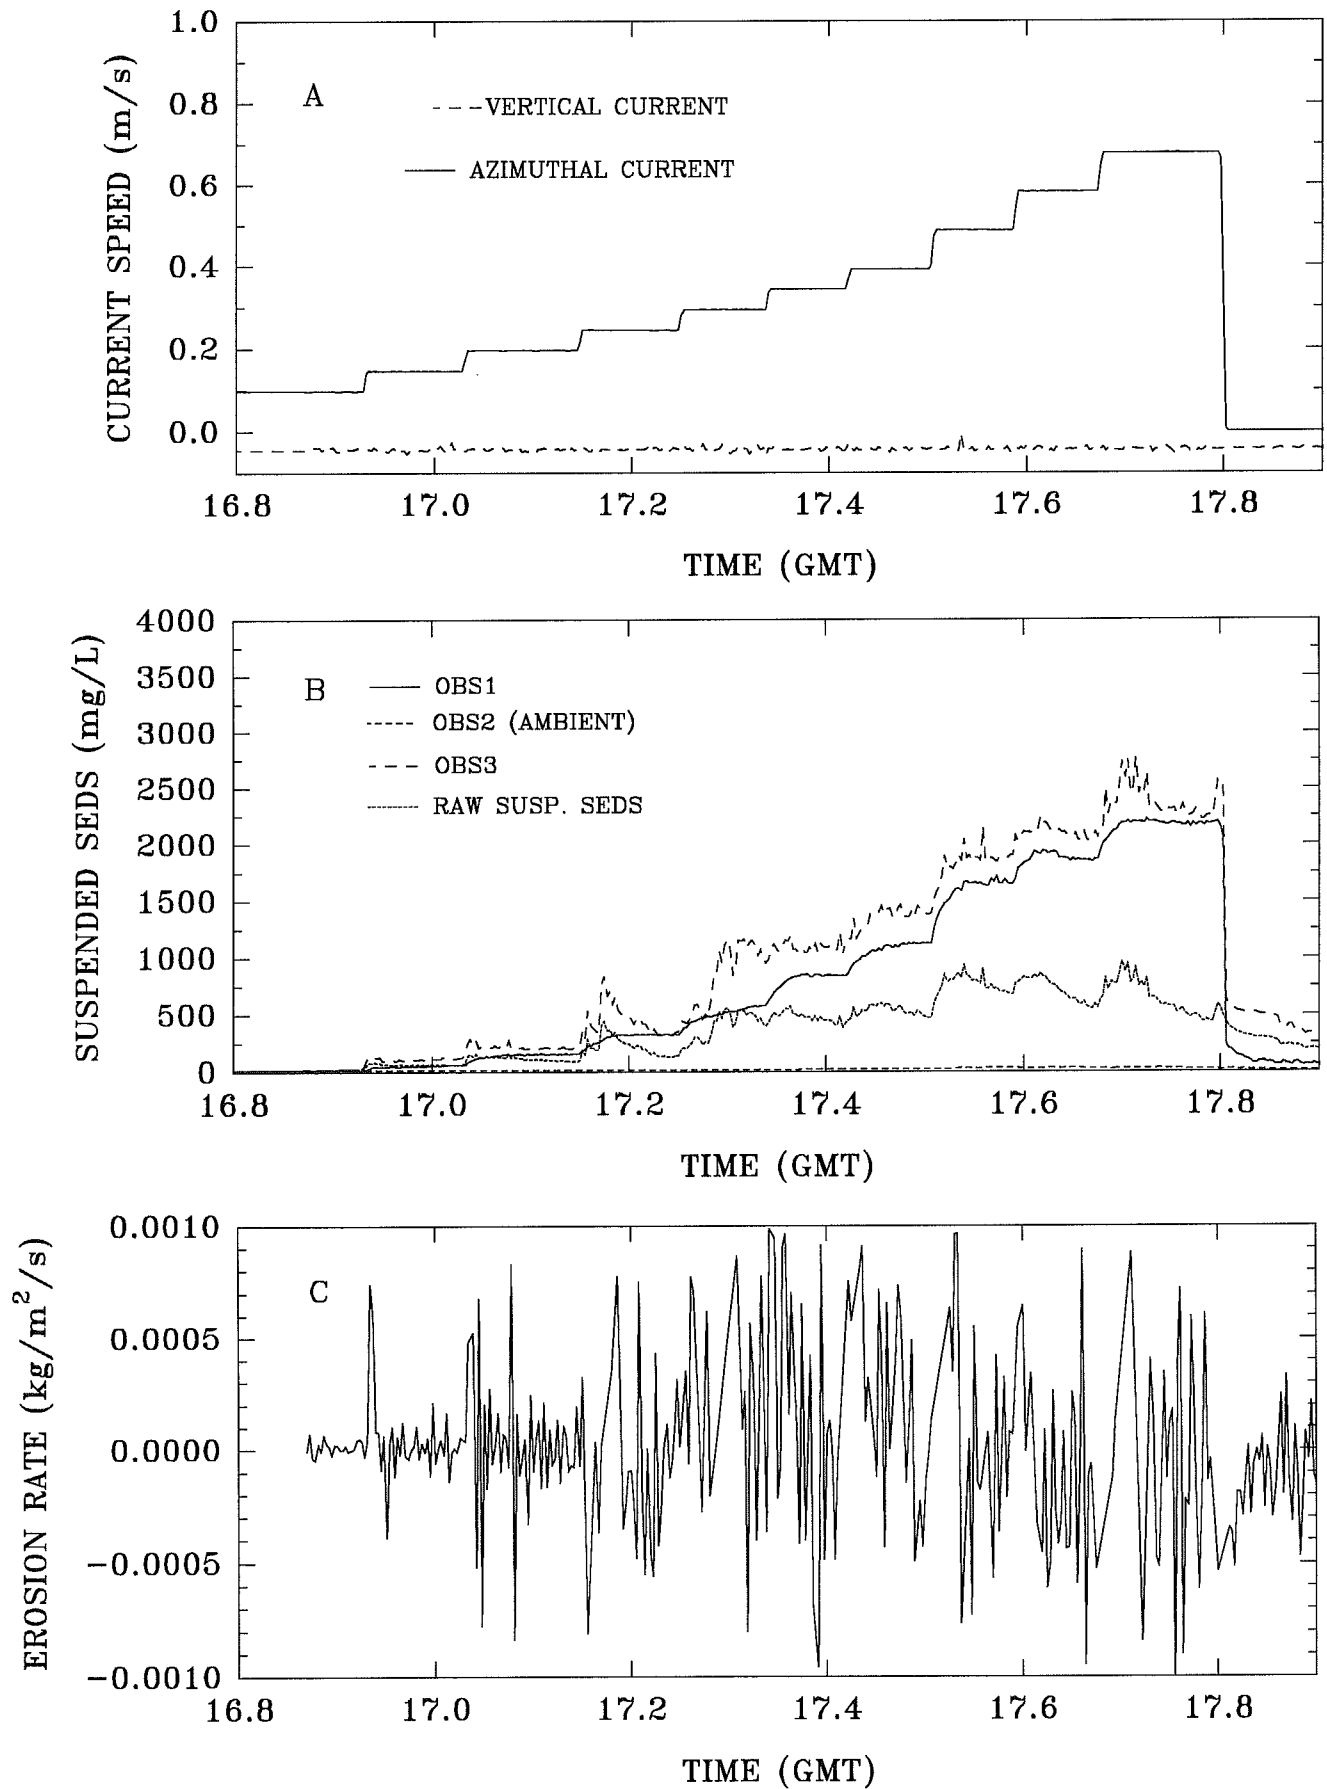 CURRENT SPEED (m/s)
1.0
0.8
0.6
0.4
0.2
0.0
A
VERTICAL CURRENT
AZIMUTHAL CURRENT
16.8 17.0 17.2 17.4 17.6 17.8
TIME (GMT)
SUSPENDED SEDS (mg/L)
4000
3500
3000
2500
2000
1500
1000
500
0
B
OBS1
OBS2 (AMBIENT)
OBS3
RAW SUSP. SEDS
16.8 17.0 17.2 17.4 17.6 17.8
TIME (GMT)
EROSION RATE (kg/m²/s)
0.0010
0.0005
0.0000
−0.0005
−0.0010
C
16.8 17.0 17.2 17.4 17.6 17.8
TIME (GMT)